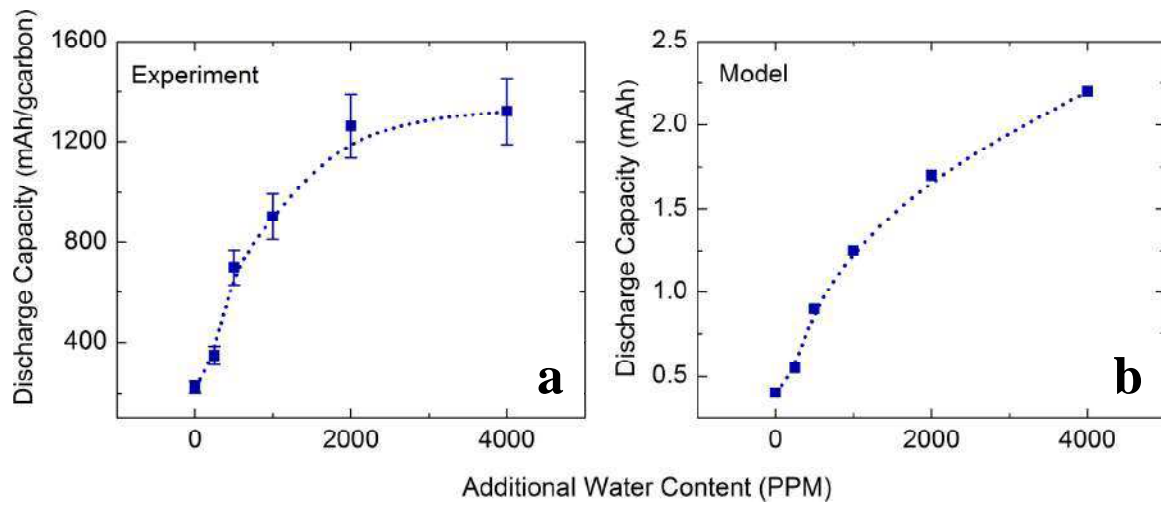 1600
1200
800
400
0
2000
4000
Discharge Capacity (mAh/gcarbon)
Experiment
a
2.5
2.0
1.5
1.0
0.5
0
2000
4000
Discharge Capacity (mAh)
Model
b
Additional Water Content (PPM)